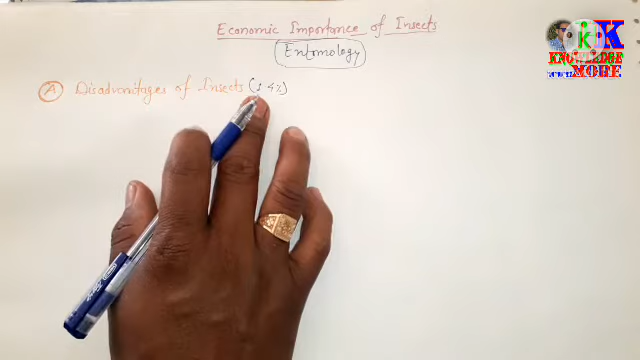 Economic Importance of Insects
Entomology
A Disadvantages of Insects
K K
k
KNOWLEDGE
MORE